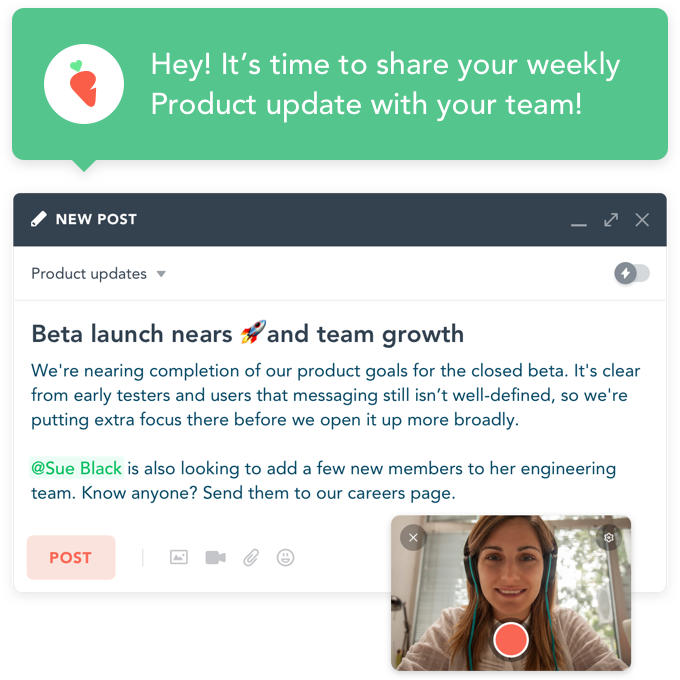 Hey! It’s time to share your weekly
Product update with your team!
NEW POST
Product updates
Beta launch nears 🚀and team growth
We're nearing completion of our product goals for the closed beta. It's clear
from early testers and users that messaging still isn’t well-defined, so we're
putting extra focus there before we open it up more broadly.
@Sue Black is also looking to add a few new members to her engineering
team. Know anyone? Send them to our careers page.
POST